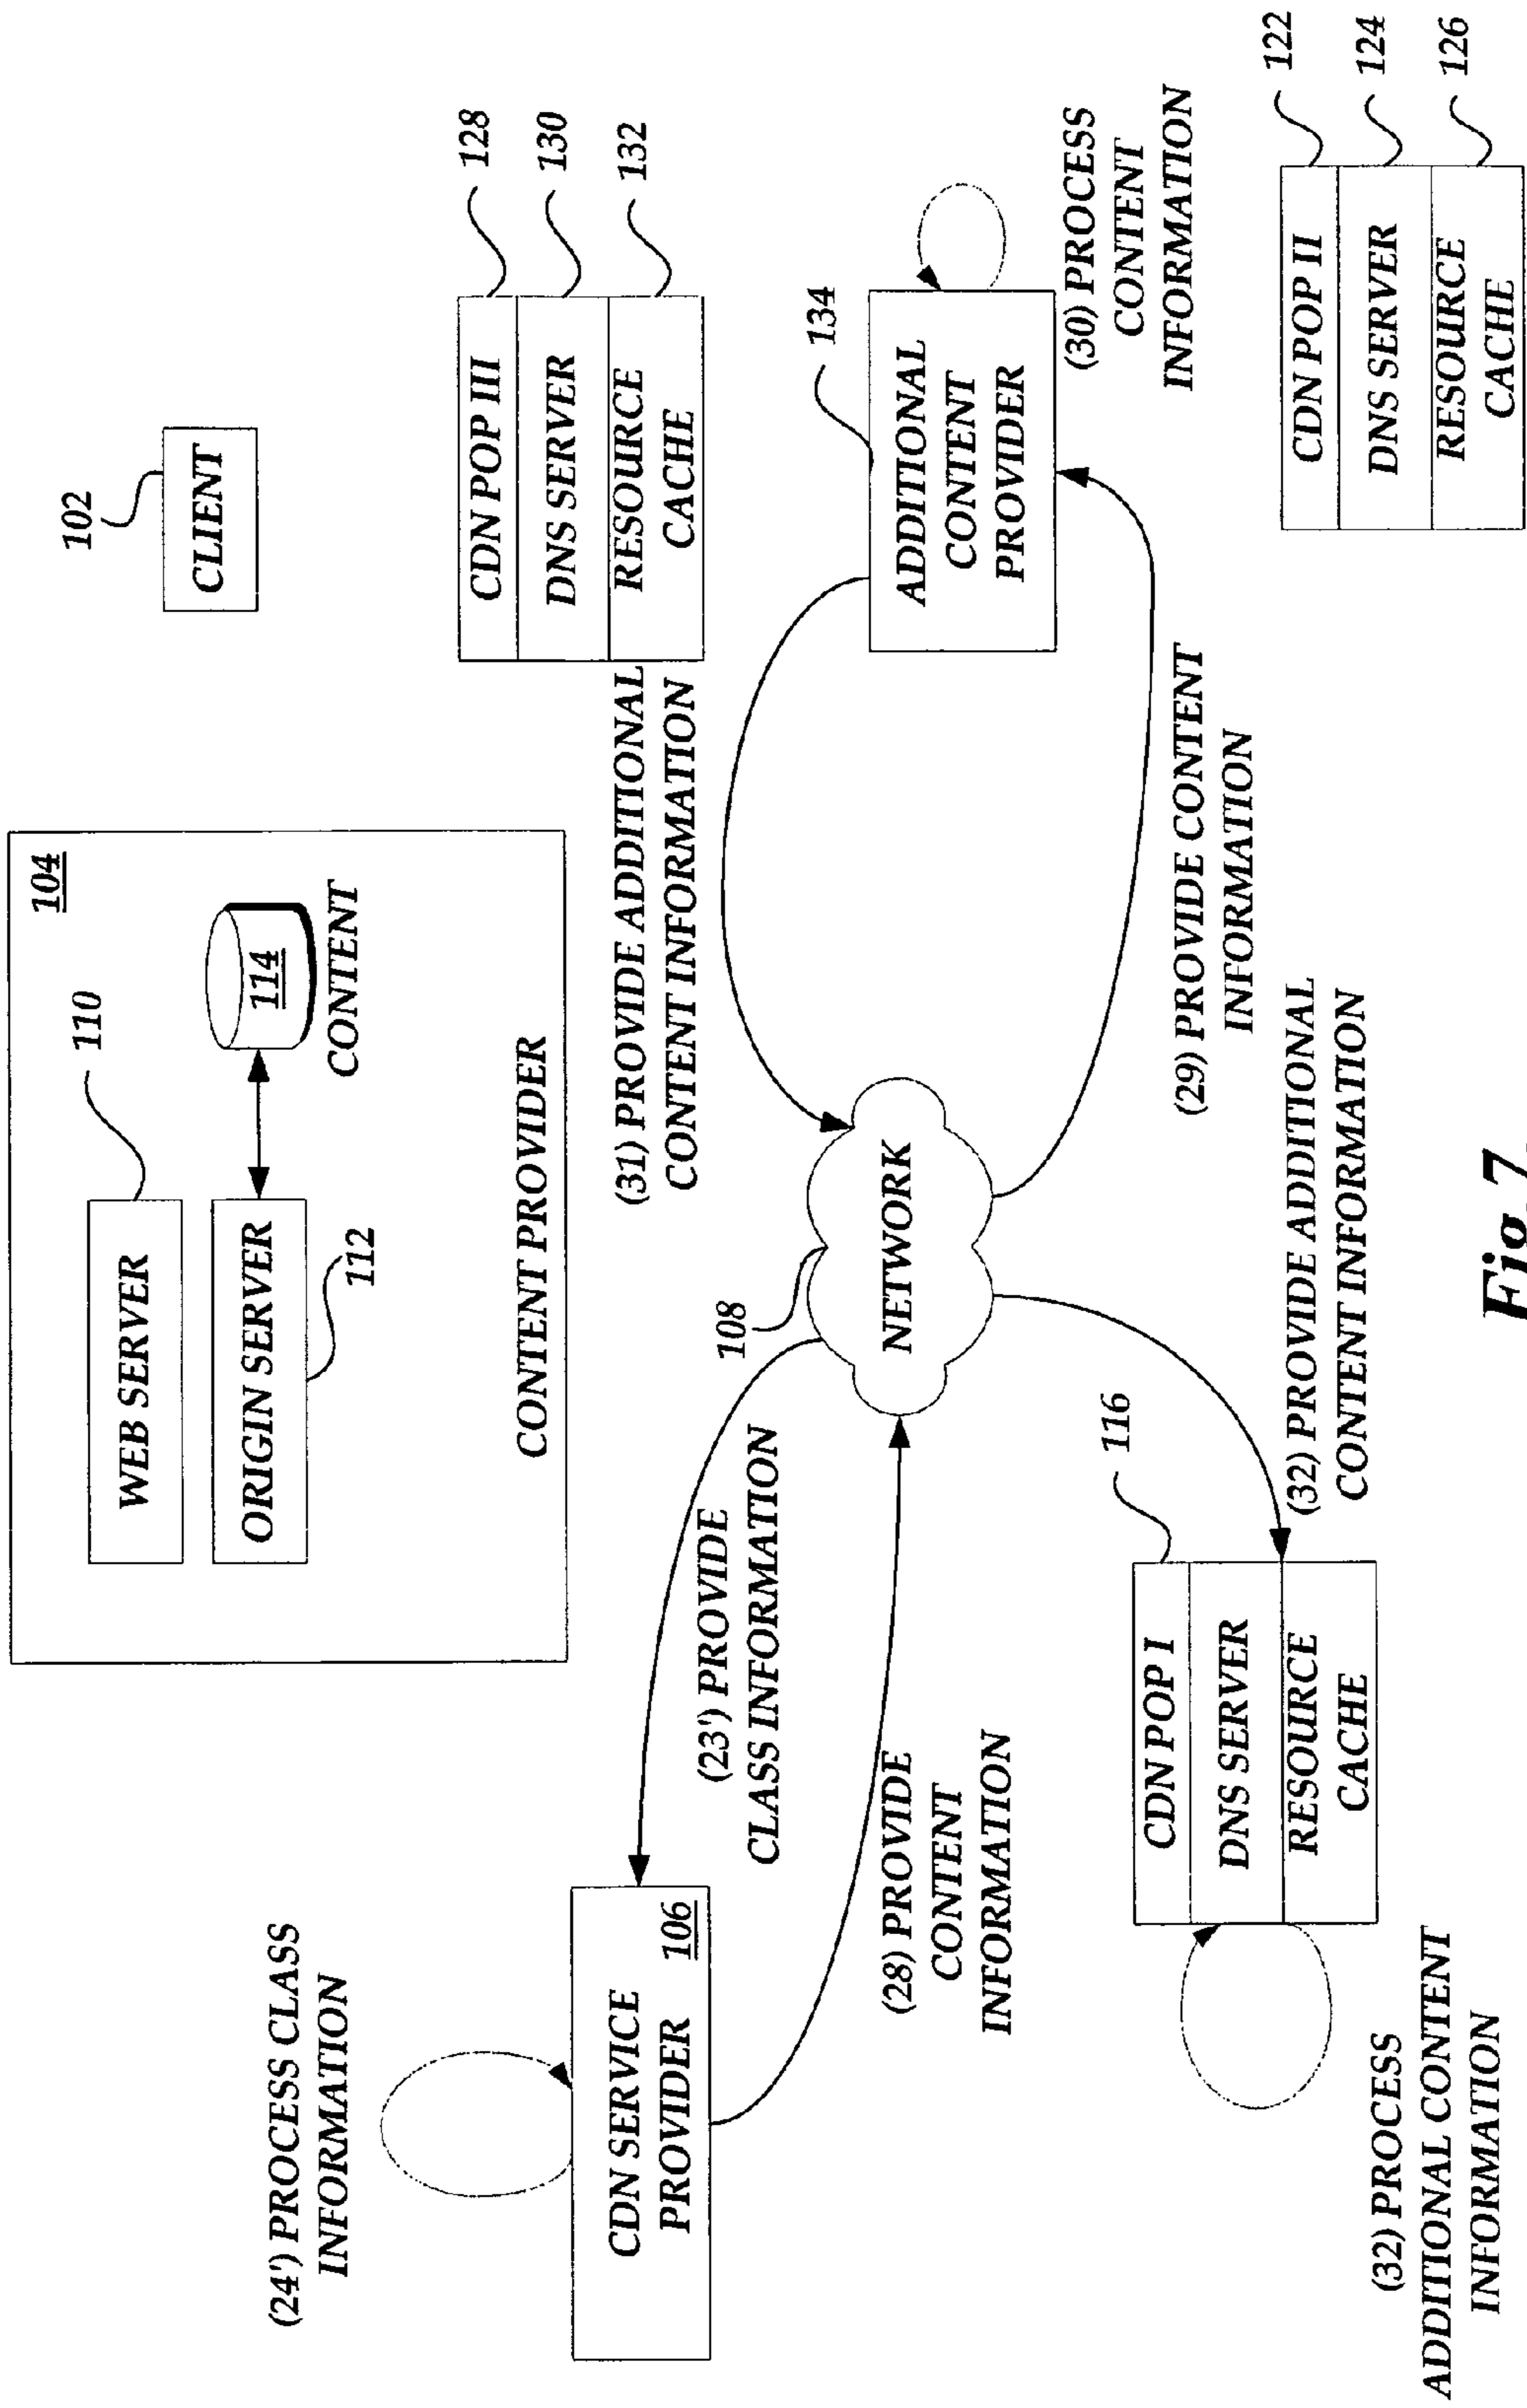 102
CLIENT
104
110
WEB SERVER
ORIGIN SERVER
112
114
CONTENT
CONTENT PROVIDER
CDN POP III
DNS SERVER
RESOURCE
CACHE
128
130
132
(24') PROCESS CLASS
INFORMATION
CDN SERVICE
PROVIDER
106
(23') PROVIDE
CLASS INFORMATION
(28) PROVIDE
CONTENT
INFORMATION
108
NETWORK
(31) PROVIDE ADDITIONAL
CONTENT INFORMATION
134
ADDITIONAL
CONTENT
PROVIDER
(30) PROCESS
CONTENT
INFORMATION
(29) PROVIDE CONTENT
INFORMATION
116
CDN POP I
DNS SERVER
RESOURCE
CACHE
(32) PROVIDE ADDITIONAL
CONTENT INFORMATION
(32) PROCESS
ADDITIONAL CONTENT
INFORMATION
CDN POP II
DNS SERVER
RESOURCE
CACHE
122
124
126
Fig.7.